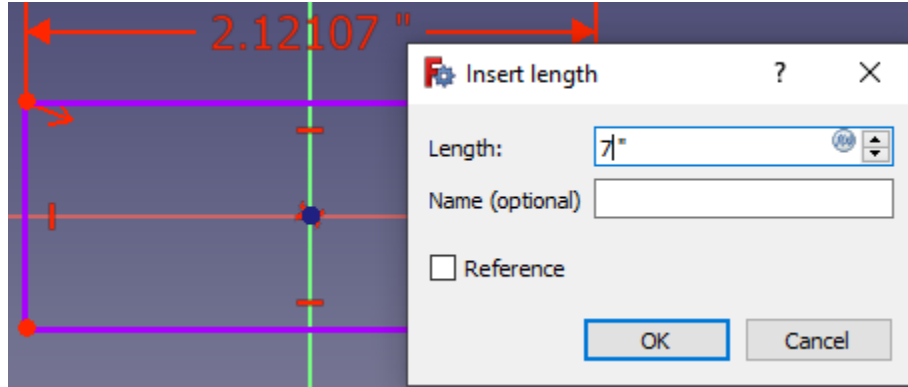 2.12107 "
Insert length
?
Length:
7"
Name (optional)
Reference
OK
Cancel